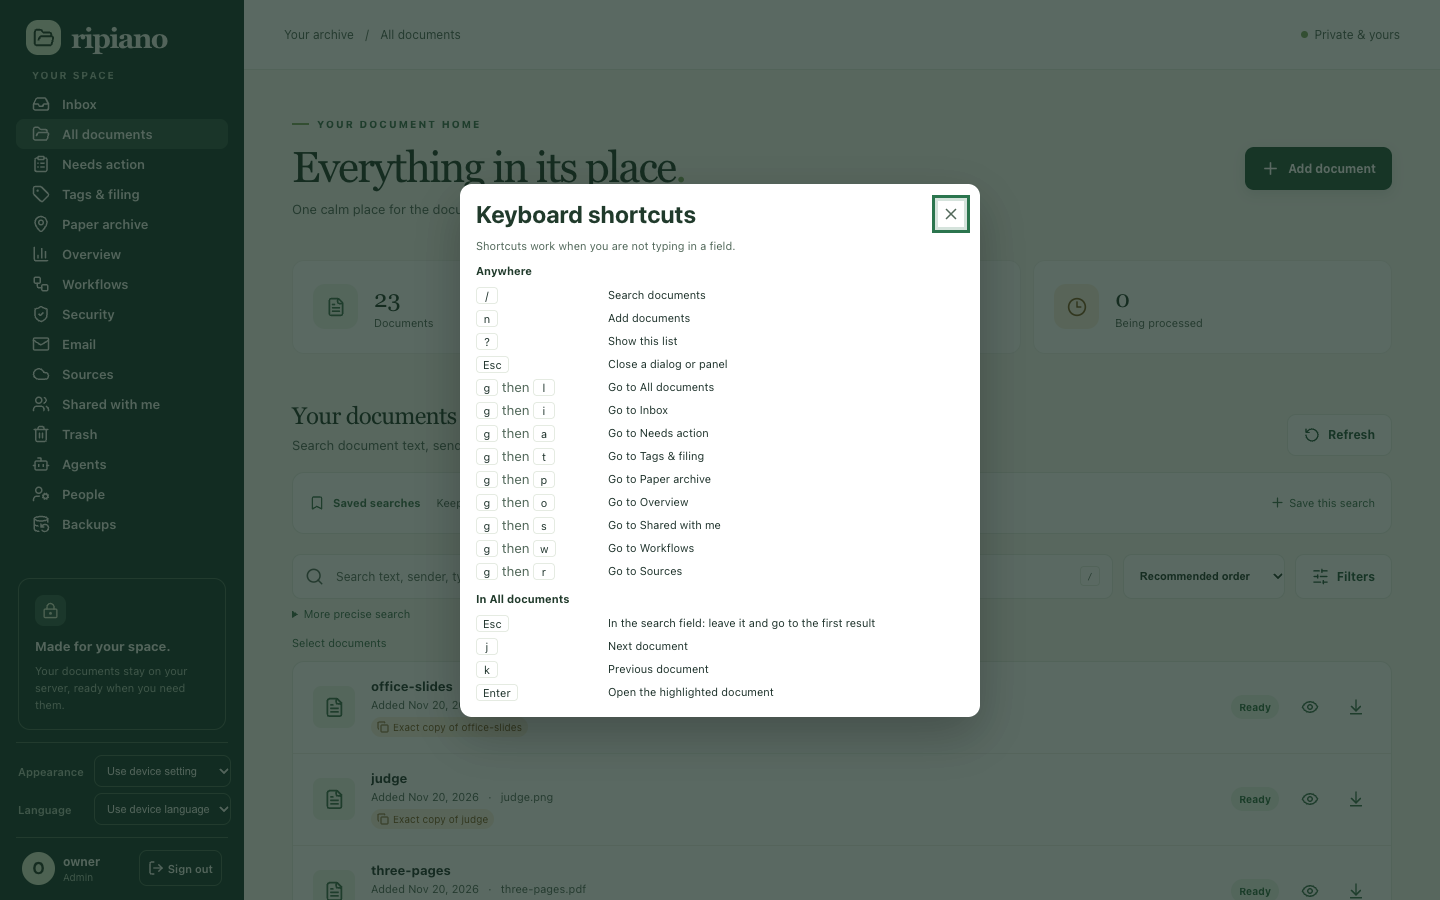 ripiano
YOUR SPACE
Inbox
All documents
Needs action
Tags & filing
Paper archive
Overview
Workflows
Security
Email
Sources
Shared with me
Trash
Agents
People
Backups
Made for your space.
Your documents stay on your
server, ready when you need
them.
Appearance Use device setting
Language Use device language
O owner
Admin
Sign out
Your archive / All documents
Private & yours
YOUR DOCUMENT HOME
Everything in its place.
Add document
One calm place for the docu
23
Documents
0
Being processed
Your documents
Search document text, send
Refresh
Saved searches Keep
Save this search
Search text, sender, ty
/
Recommended order
Filters
More precise search
Select documents
office-slides
Added Nov 20, 2
Exact copy of office-slides
Ready
judge
Added Nov 20, 2026 · judge.png
Exact copy of judge
Ready
three-pages
Added Nov 20, 2026 · three-pages.pdf
Ready
Keyboard shortcuts
Shortcuts work when you are not typing in a field.
Anywhere
/ Search documents
n Add documents
? Show this list
Esc Close a dialog or panel
g then l Go to All documents
g then i Go to Inbox
g then a Go to Needs action
g then t Go to Tags & filing
g then p Go to Paper archive
g then o Go to Overview
g then s Go to Shared with me
g then w Go to Workflows
g then r Go to Sources
In All documents
Esc In the search field: leave it and go to the first result
j Next document
k Previous document
Enter Open the highlighted document